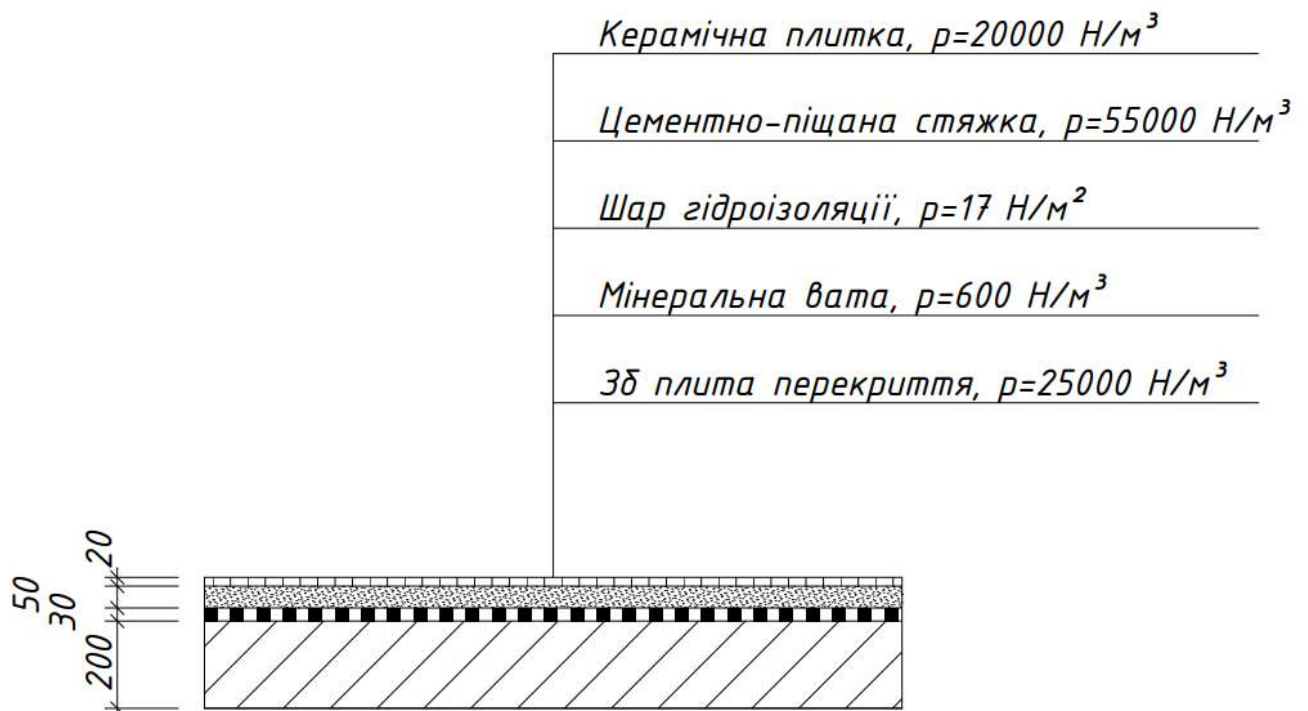 Керамічна плитка, p=20000 Н/м³
Цементно-піщана стяжка, p=55000 Н/м³
Шар гідроізоляції, p=17 Н/м²
Мінеральна вата, p=600 Н/м³
Зб плита перекриття, p=25000 Н/м³
20
50
30
200